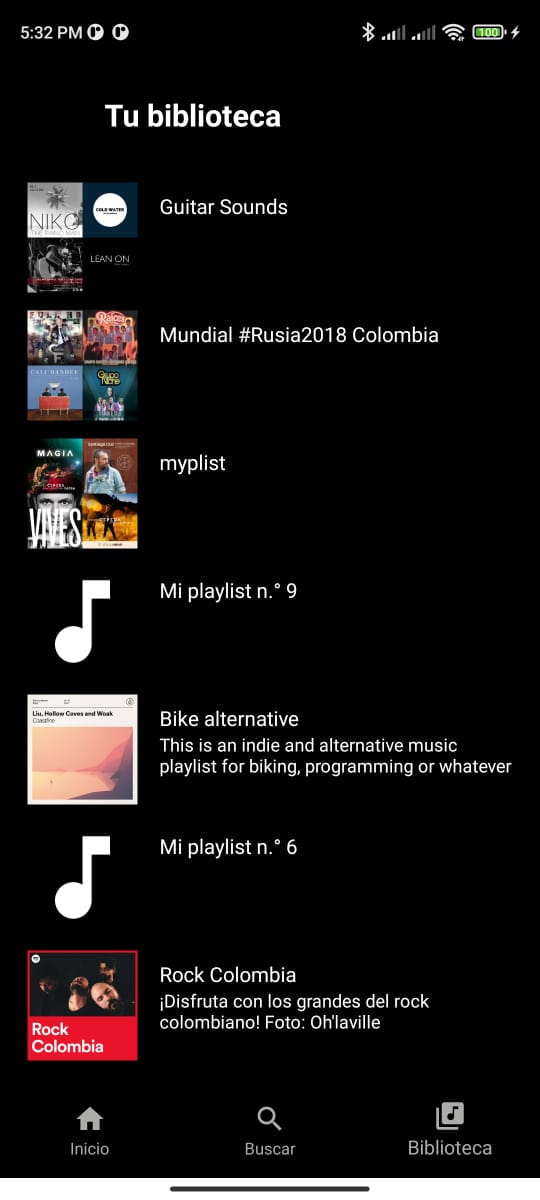 5:32 PM
100
Tu biblioteca
NIKO
THE PIANO MAN
COLD WATER
LEAN ON
Guitar Sounds
Raíces
CALI FLANDEE
Grupo
Niche
Mundial #Rusia2018 Colombia
MAGIA
CEPEDA
VIVES
CEPEDA
myplist
Mi playlist n.° 9
Liu, Hollow Coves and Woak
Coastfire
Bike alternative
This is an indie and alternative music
playlist for biking, programming or whatever
Mi playlist n.° 6
Rock
Colombia
Rock Colombia
¡Disfruta con los grandes del rock
colombiano! Foto: Oh'laville
Inicio
Buscar
Biblioteca